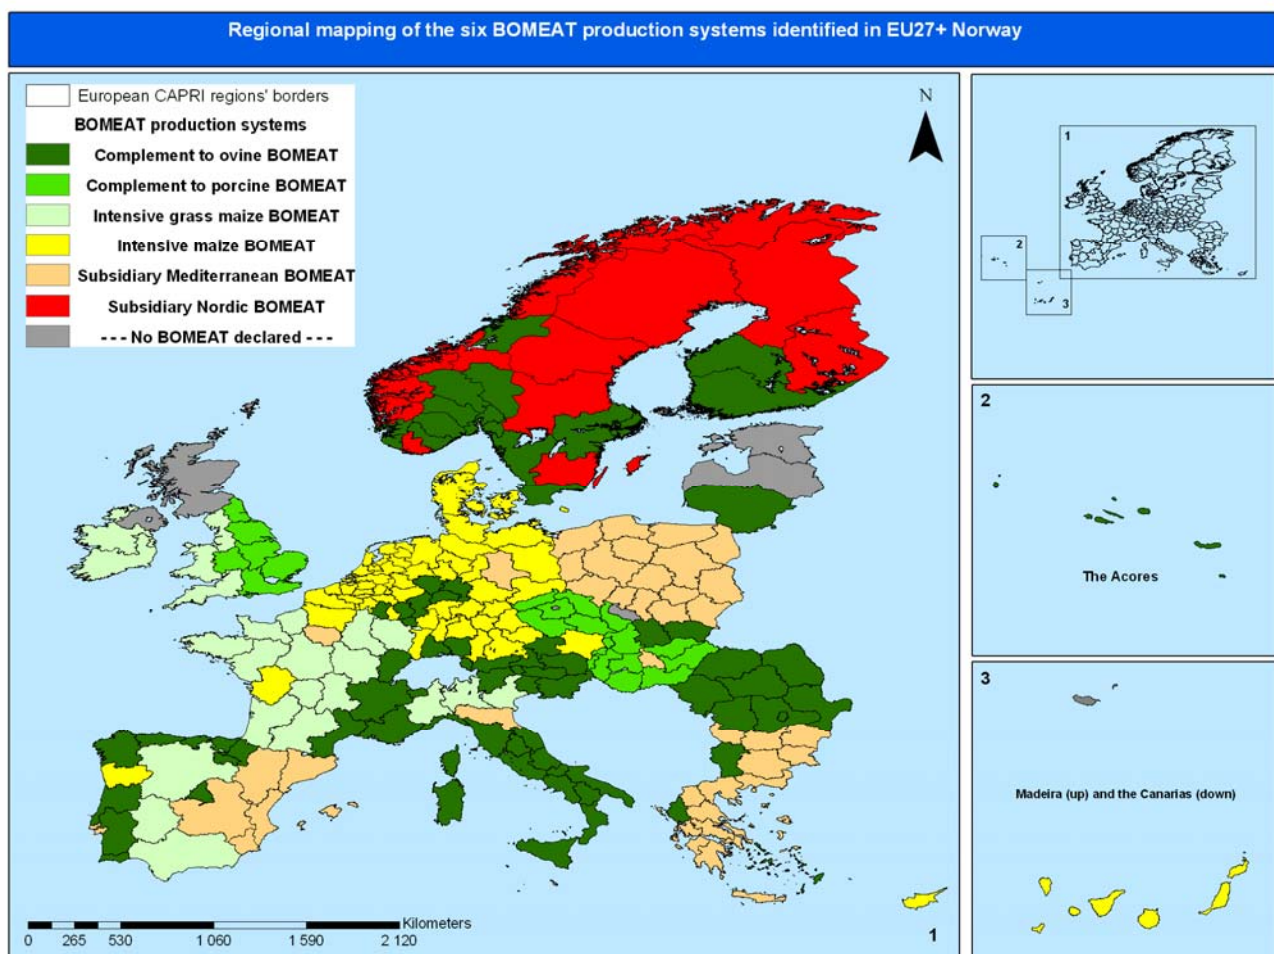 Regional mapping of the six BOMEAT production systems identified in EU27+ Norway
European CAPRI regions' borders
BOMEAT production systems
Complement to ovine BOMEAT
Complement to porcine BOMEAT
Intensive grass maize BOMEAT
Intensive maize BOMEAT
Subsidiary Mediterranean BOMEAT
Subsidiary Nordic BOMEAT
- - - No BOMEAT declared - - -
N
Kilometers
0 265 530 1 060 1 590 2 120
1
1
2
3
2
The Acores
3
Madeira (up) and the Canarias (down)